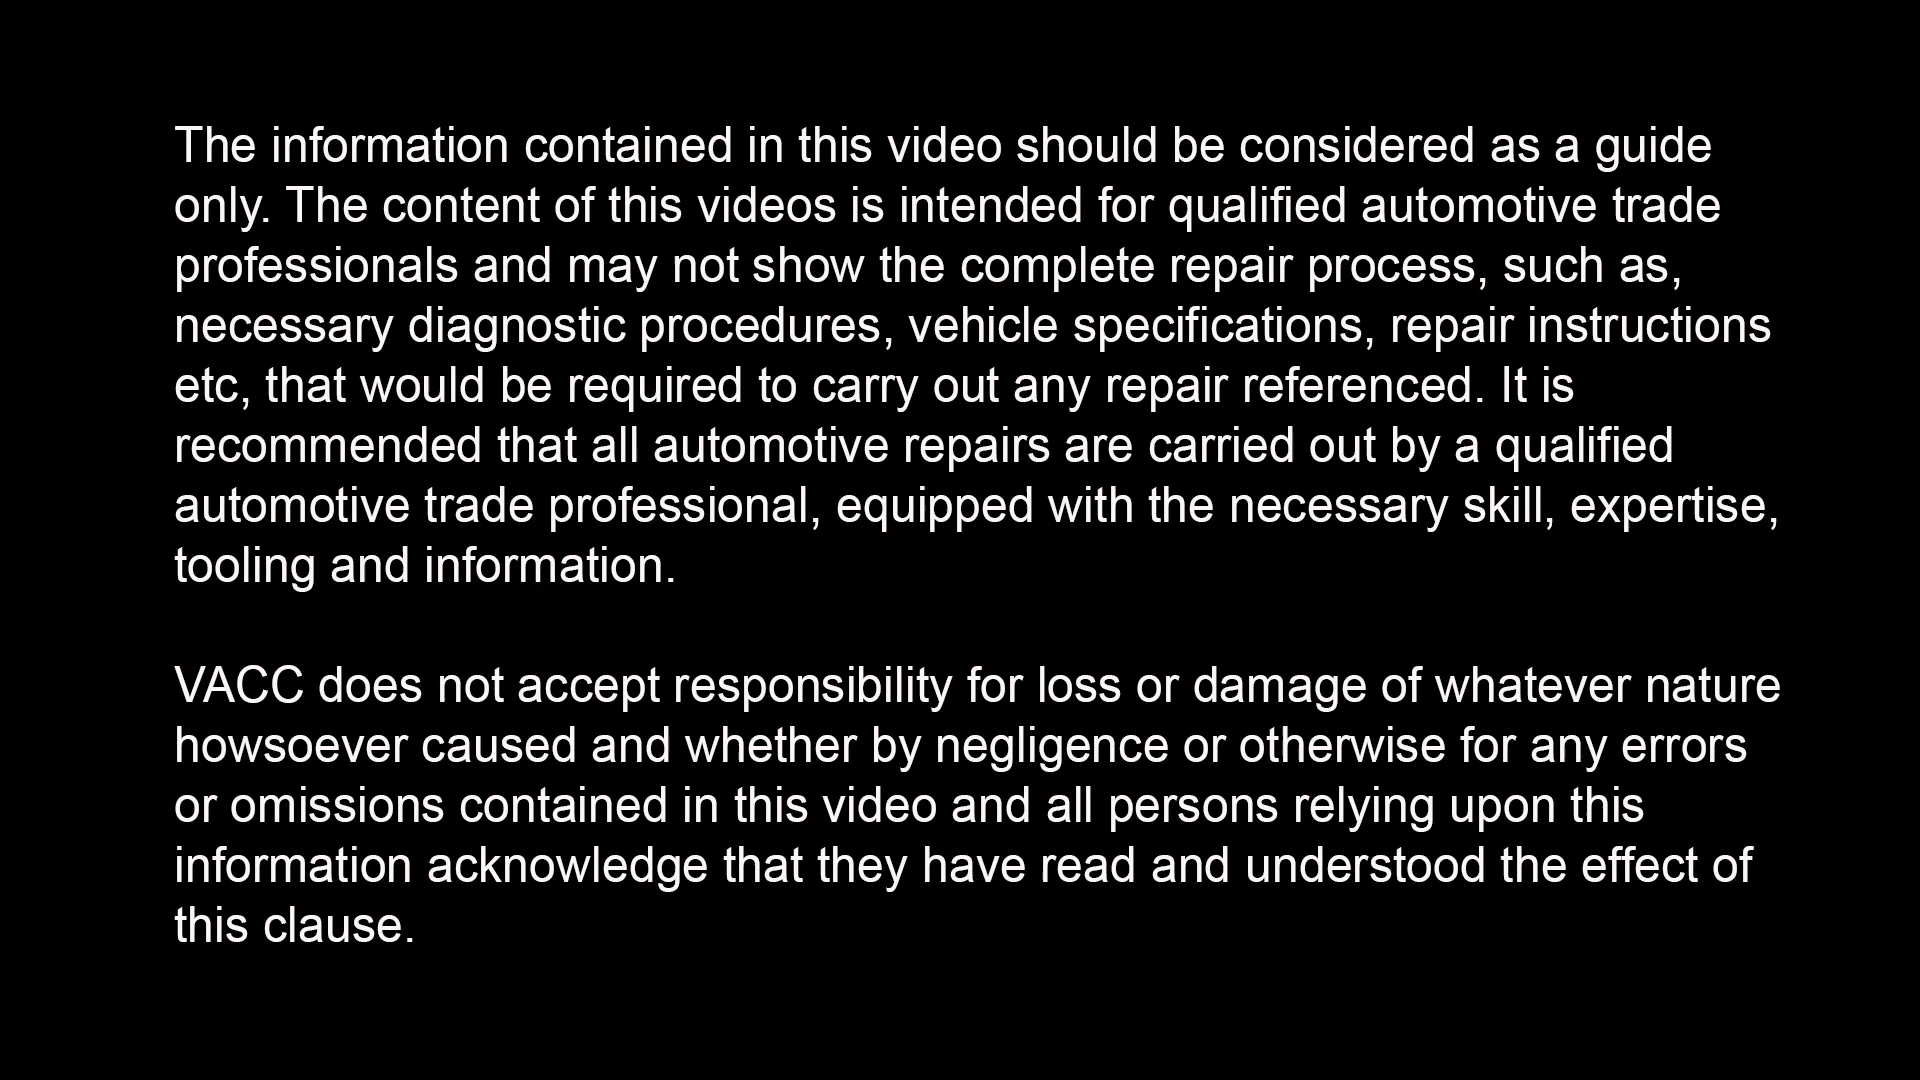 The information contained in this video should be considered as a guide
only. The content of this videos is intended for qualified automotive trade
professionals and may not show the complete repair process, such as,
necessary diagnostic procedures, vehicle specifications, repair instructions
etc, that would be required to carry out any repair referenced. It is
recommended that all automotive repairs are carried out by a qualified
automotive trade professional, equipped with the necessary skill, expertise,
tooling and information.
VACC does not accept responsibility for loss or damage of whatever nature
howsoever caused and whether by negligence or otherwise for any errors
or omissions contained in this video and all persons relying upon this
information acknowledge that they have read and understood the effect of
this clause.